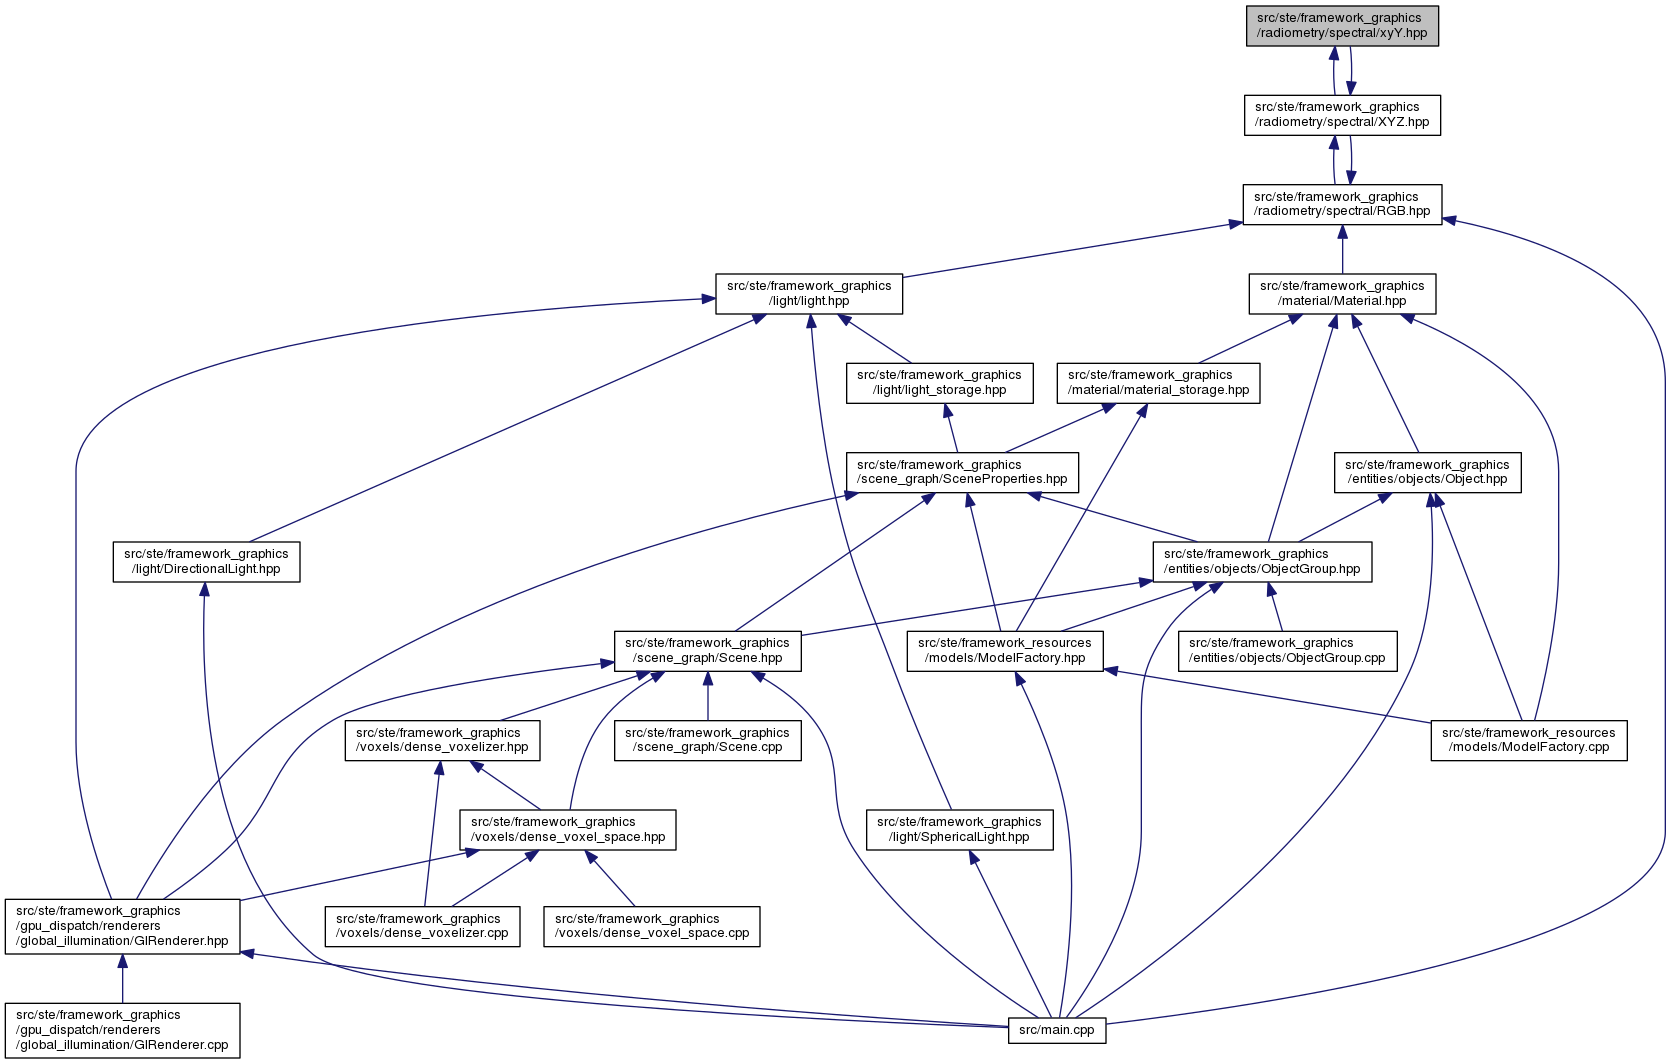 src/ste/framework_graphics
/radiometry/spectral/xyY.hpp
src/ste/framework_graphics
/radiometry/spectral/XYZ.hpp
src/ste/framework_graphics
/radiometry/spectral/RGB.hpp
src/ste/framework_graphics
/light/light.hpp
src/ste/framework_graphics
/material/Material.hpp
src/ste/framework_graphics
/light/light_storage.hpp
src/ste/framework_graphics
/material/material_storage.hpp
src/ste/framework_graphics
/scene_graph/SceneProperties.hpp
src/ste/framework_graphics
/entities/objects/Object.hpp
src/ste/framework_graphics
/light/DirectionalLight.hpp
src/ste/framework_graphics
/entities/objects/ObjectGroup.hpp
src/ste/framework_graphics
/scene_graph/Scene.hpp
src/ste/framework_resources
/models/ModelFactory.hpp
src/ste/framework_graphics
/entities/objects/ObjectGroup.cpp
src/ste/framework_graphics
/voxels/dense_voxelizer.hpp
src/ste/framework_graphics
/scene_graph/Scene.cpp
src/ste/framework_resources
/models/ModelFactory.cpp
src/ste/framework_graphics
/voxels/dense_voxel_space.hpp
src/ste/framework_graphics
/light/SphericalLight.hpp
src/ste/framework_graphics
/gpu_dispatch/renderers
/global_illumination/GIRenderer.hpp
src/ste/framework_graphics
/voxels/dense_voxelizer.cpp
src/ste/framework_graphics
/voxels/dense_voxel_space.cpp
src/ste/framework_graphics
/gpu_dispatch/renderers
/global_illumination/GIRenderer.cpp
src/main.cpp